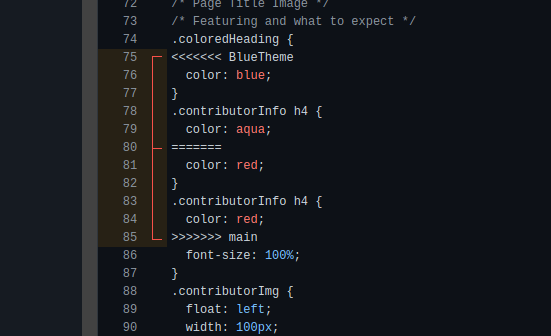 72 /* Page Title Image */
73 /* Featuring and what to expect */
74 .coloredHeading {
75 <<<<<<< BlueTheme
76 color: blue;
77 }
78 .contributorInfo h4 {
79 color: aqua;
80 =======
81 color: red;
82 }
83 .contributorInfo h4 {
84 color: red;
85 >>>>>>> main
86 font-size: 100%;
87 }
88 .contributorImg {
89 float: left;
90 width: 100px;